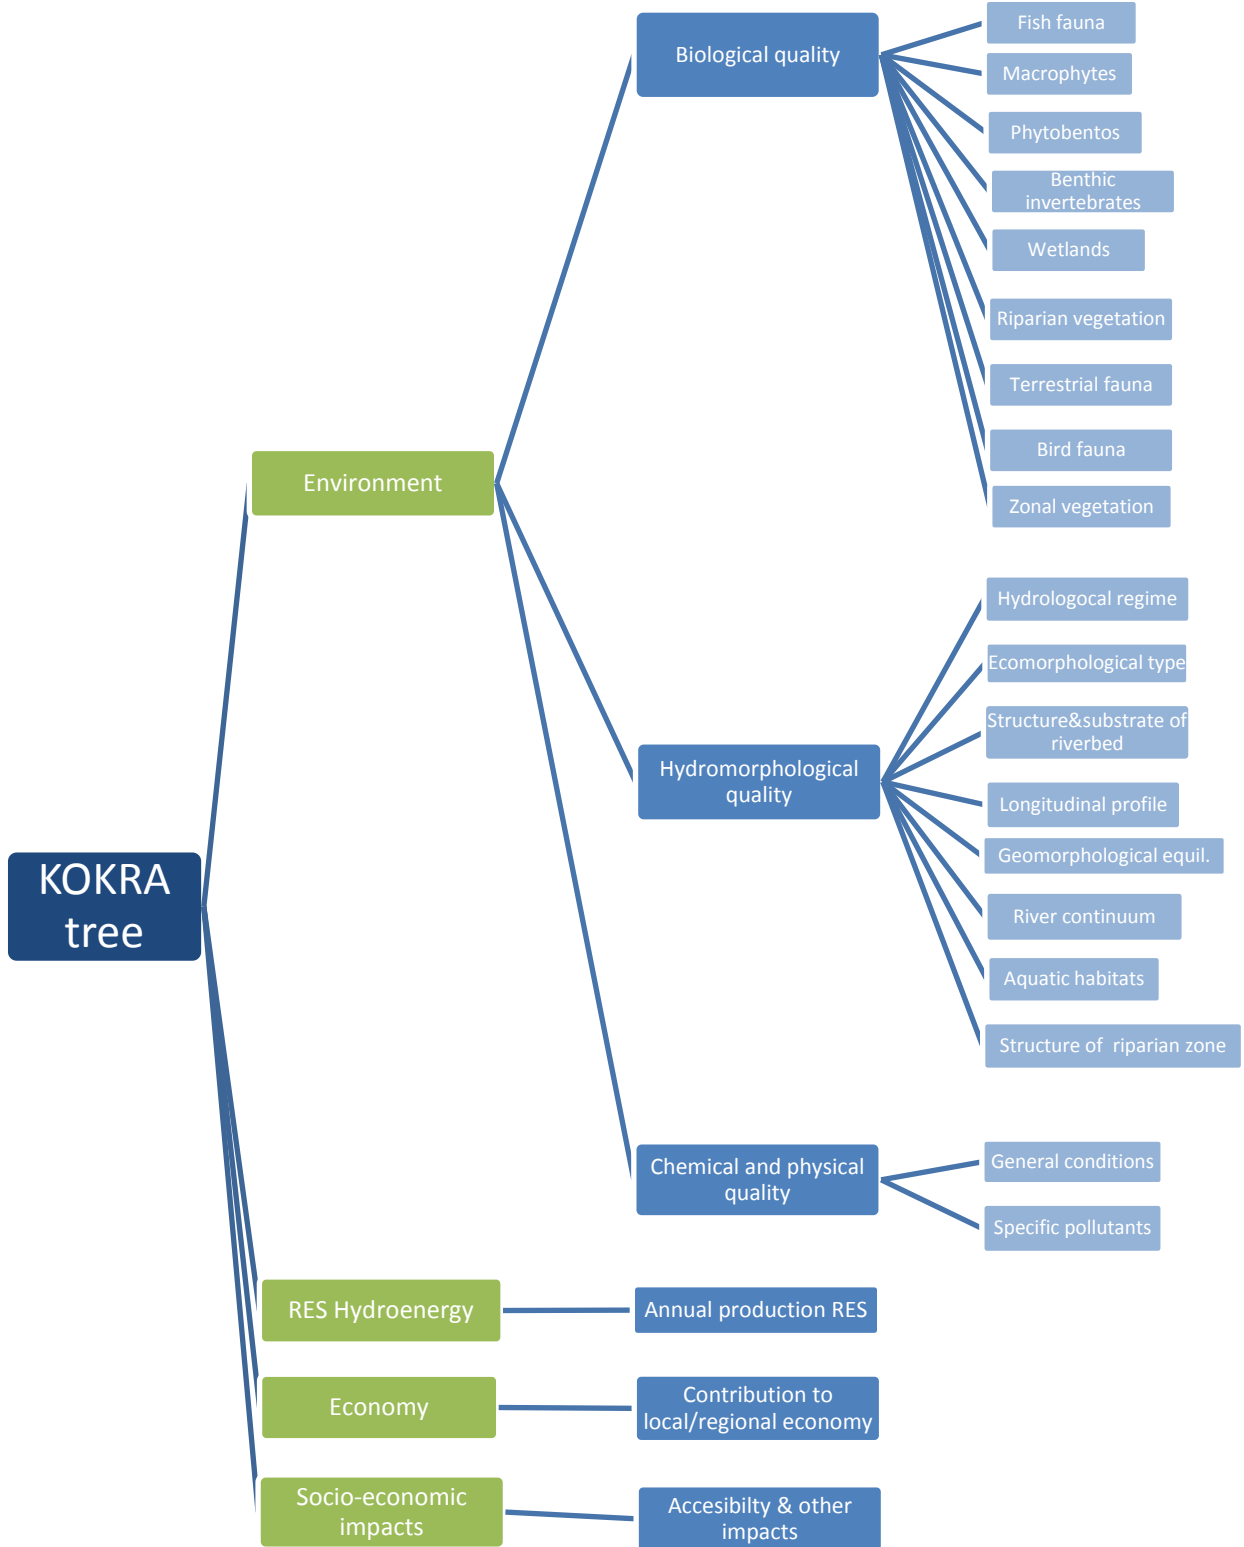 KOKRA
tree
Environment
Biological quality
Fish fauna
Macrophytes
Phytobentos
Benthic
invertebrates
Wetlands
Riparian vegetation
Terrestrial fauna
Bird fauna
Zonal vegetation
Hydromorphological
quality
Hydrologocal regime
Ecomorphological type
Structure&substrate of
riverbed
Longitudinal profile
Geomorphological equil.
River continuum
Aquatic habitats
Structure of riparian zone
Chemical and physical
quality
General conditions
Specific pollutants
RES Hydroenergy
Annual production RES
Economy
Contribution to
local/regional economy
Socio-economic
impacts
Accesibilty & other
impacts